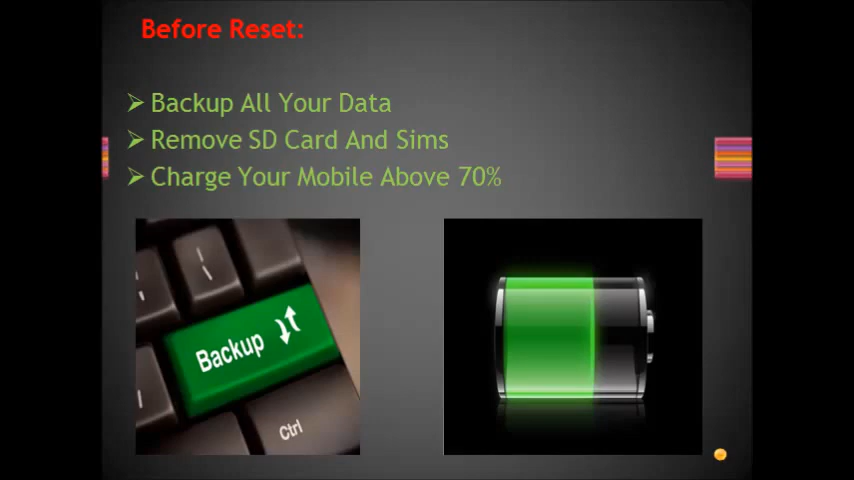 Before Reset:
➢ Backup All Your Data
➢ Remove SD Card And Sims
➢ Charge Your Mobile Above 70%
Backup
Ctrl